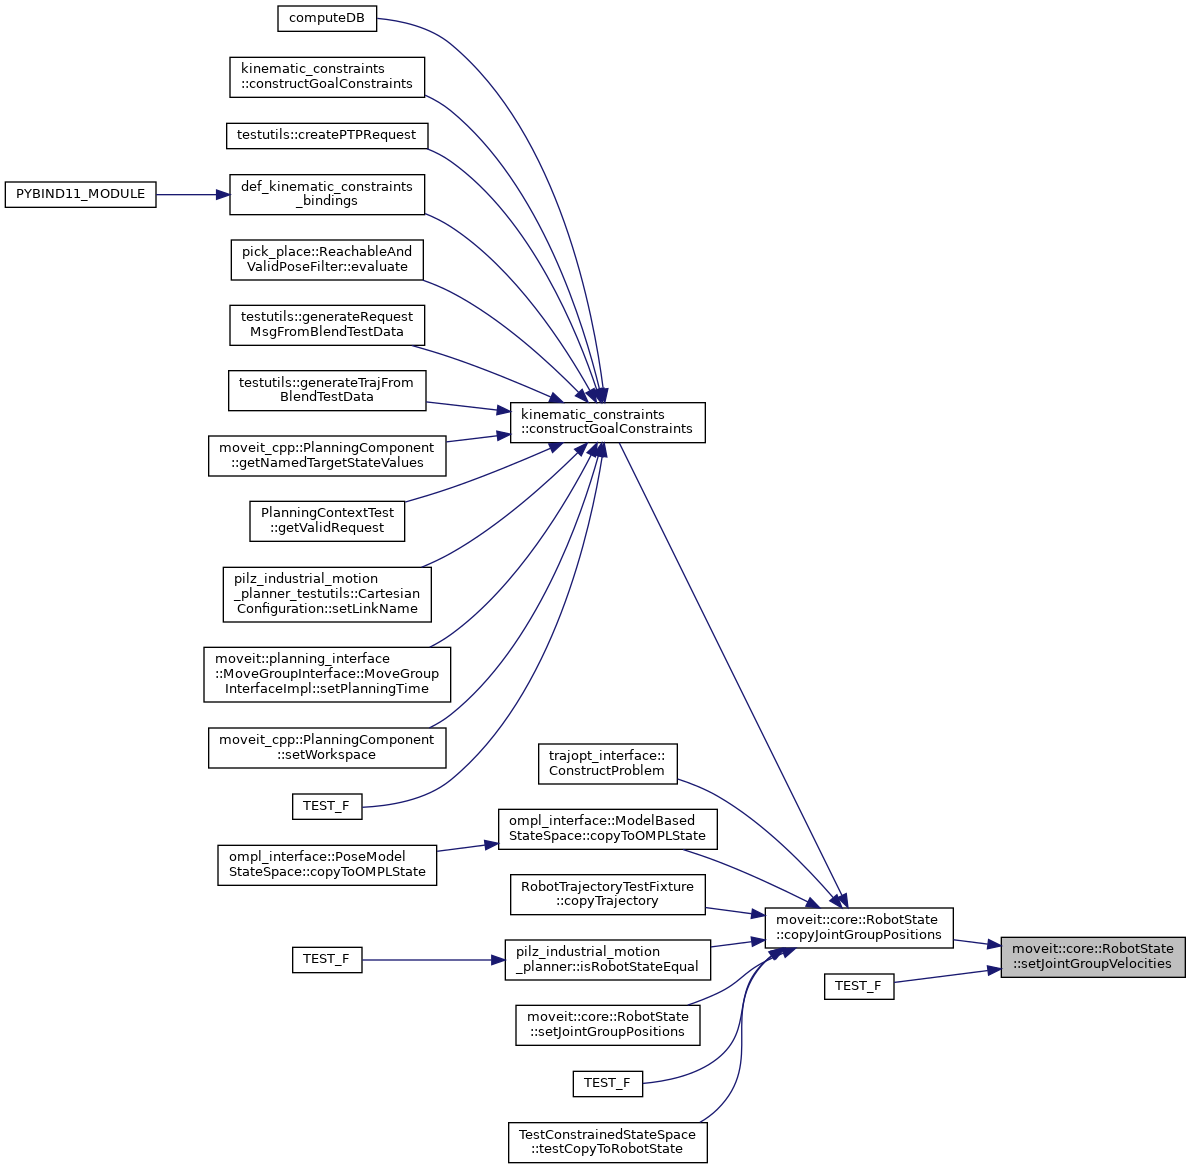 computeDB
kinematic_constraints
::constructGoalConstraints
testutils::createPTPRequest
PYBIND11_MODULE
def_kinematic_constraints
_bindings
pick_place::ReachableAnd
ValidPoseFilter::evaluate
testutils::generateRequest
MsgFromBlendTestData
testutils::generateTrajFrom
BlendTestData
kinematic_constraints
::constructGoalConstraints
moveit_cpp::PlanningComponent
::getNamedTargetStateValues
PlanningContextTest
::getValidRequest
pilz_industrial_motion
_planner_testutils::Cartesian
Configuration::setLinkName
moveit::planning_interface
::MoveGroupInterface::MoveGroup
InterfaceImpl::setPlanningTime
moveit_cpp::PlanningComponent
::setWorkspace
TEST_F
trajopt_interface::
ConstructProblem
ompl_interface::ModelBased
StateSpace::copyToOMPLState
ompl_interface::PoseModel
StateSpace::copyToOMPLState
RobotTrajectoryTestFixture
::copyTrajectory
moveit::core::RobotState
::copyJointGroupPositions
moveit::core::RobotState
::setJointGroupVelocities
TEST_F
pilz_industrial_motion
_planner::isRobotStateEqual
TEST_F
moveit::core::RobotState
::setJointGroupPositions
TEST_F
TestConstrainedStateSpace
::testCopyToRobotState